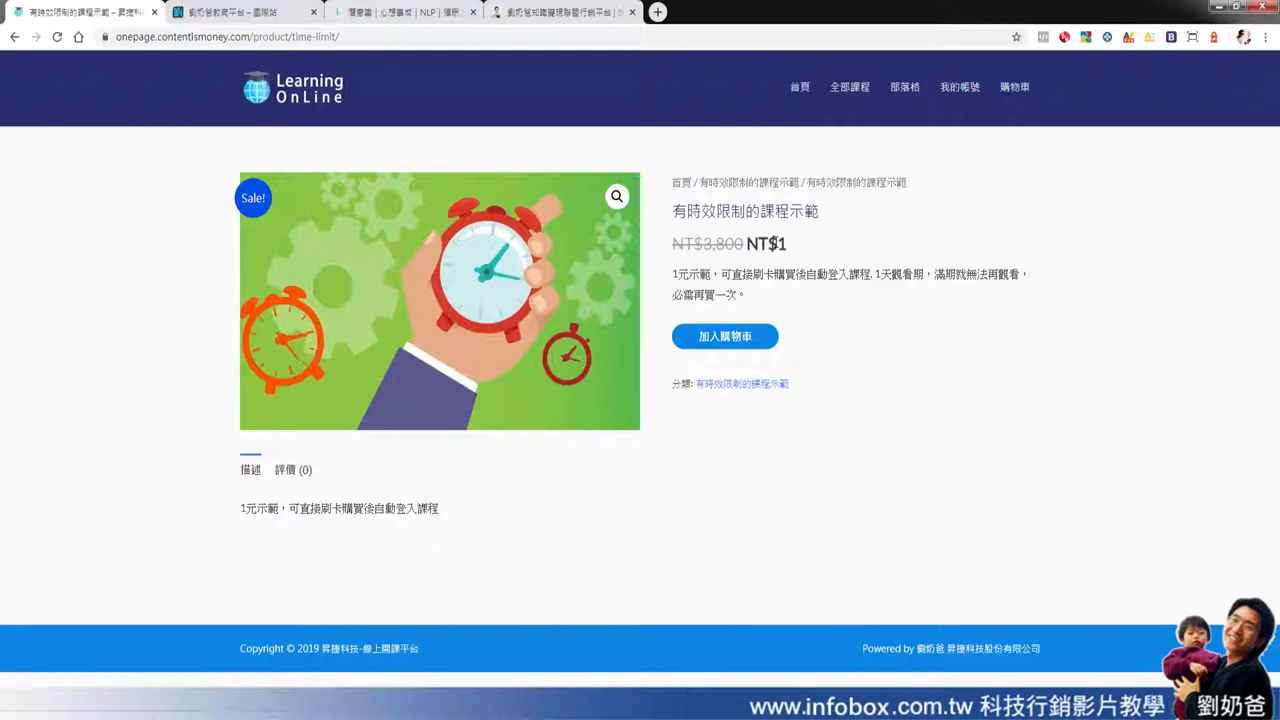 有時效限制的課程示範 – 昇捷科
劉奶爸教育平台 – 團隊站
潛意識 | 心想事成 | NLP | 催眠
劉奶爸知識變現聯盟行銷平台 | 數
onepage.contentismoney.com/product/time-limit/
Learning
OnLine
首頁 全部課程 部落格 我的帳號 購物車
Sale!
首頁 / 有時效限制的課程示範 / 有時效限制的課程示範
有時效限制的課程示範
NT$3,800 NT$1
1元示範，可直接刷卡購買後自動登入課程, 1天觀看期，滿期就無法再觀看，
必需再買一次。
加入購物車
分類: 有時效限制的課程示範
描述 評價 (0)
1元示範，可直接刷卡購買後自動登入課程
Copyright © 2019 昇捷科技-線上開課平台
Powered by 劉奶爸 昇捷科技股份有限公司
www.infobox.com.tw 科技行銷影片教學 劉奶爸